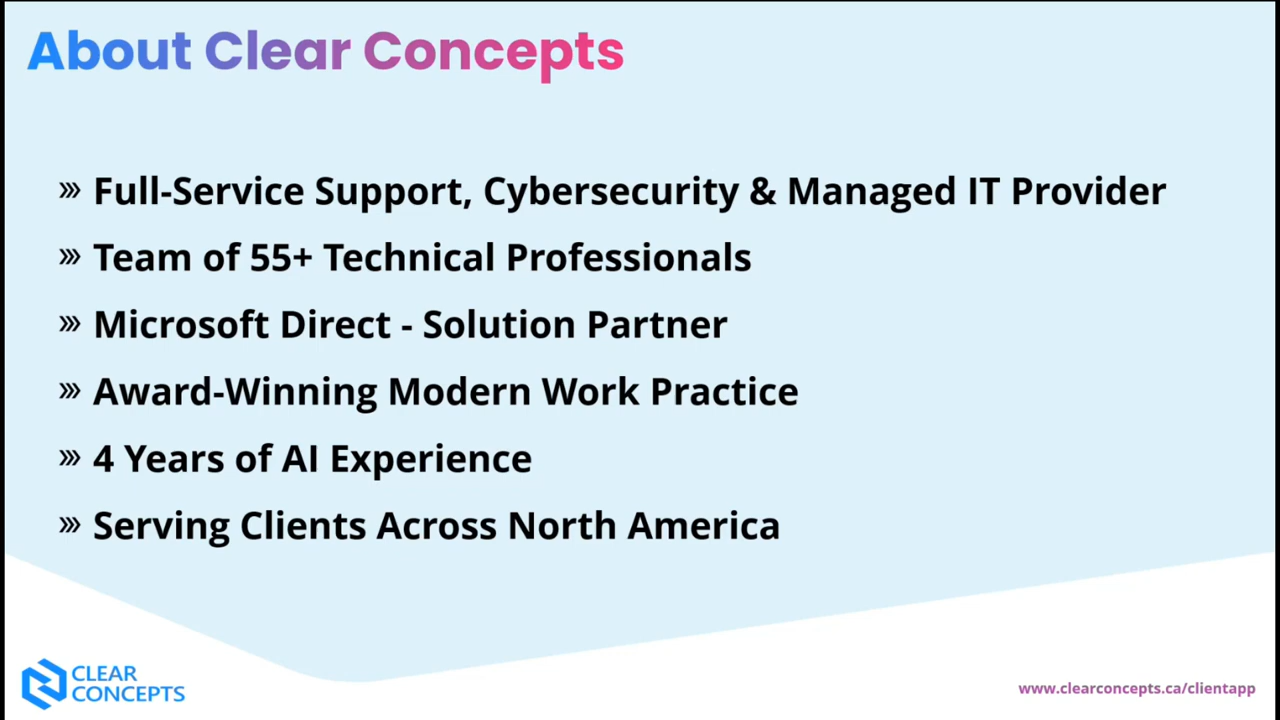 About Clear Concepts
Full-Service Support, Cybersecurity & Managed IT Provider
Team of 55+ Technical Professionals
Microsoft Direct - Solution Partner
Award-Winning Modern Work Practice
4 Years of AI Experience
Serving Clients Across North America
CLEAR
CONCEPTS
www.clearconcepts.ca/clientapp